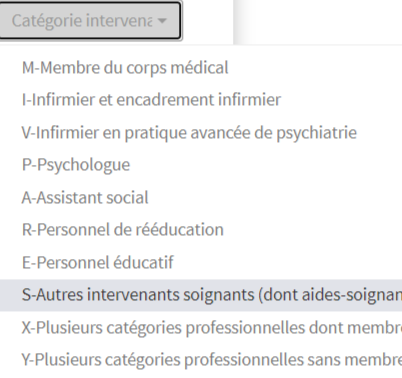 Catégorie intervena
M-Membre du corps médical
I-Infirmier et encadrement infirmier
V-Infirmier en pratique avancée de psychiatrie
P-Psychologue
A-Assistant social
R-Personnel de rééducation
E-Personnel éducatif
S-Autres intervenants soignants (dont aides-soignan
X-Plusieurs catégories professionnelles dont membre
Y-Plusieurs catégories professionnelles sans membre